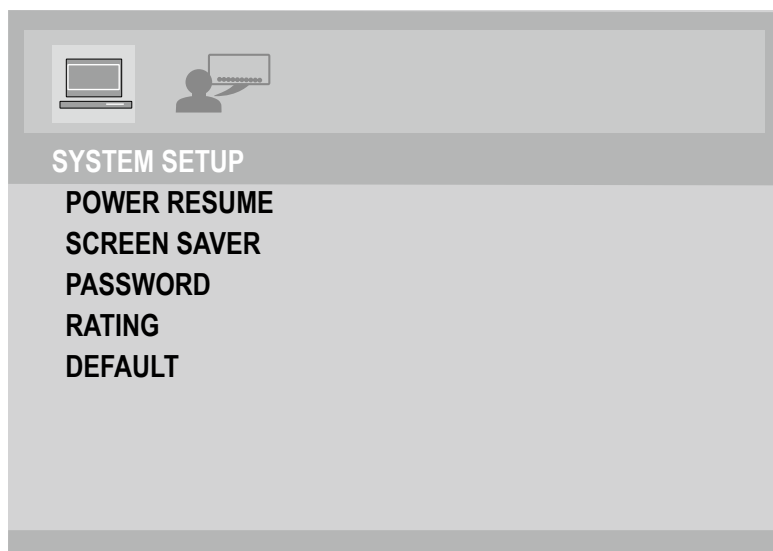 SYSTEM SETUP
POWER RESUME
SCREEN SAVER
PASSWORD
RATING
DEFAULT